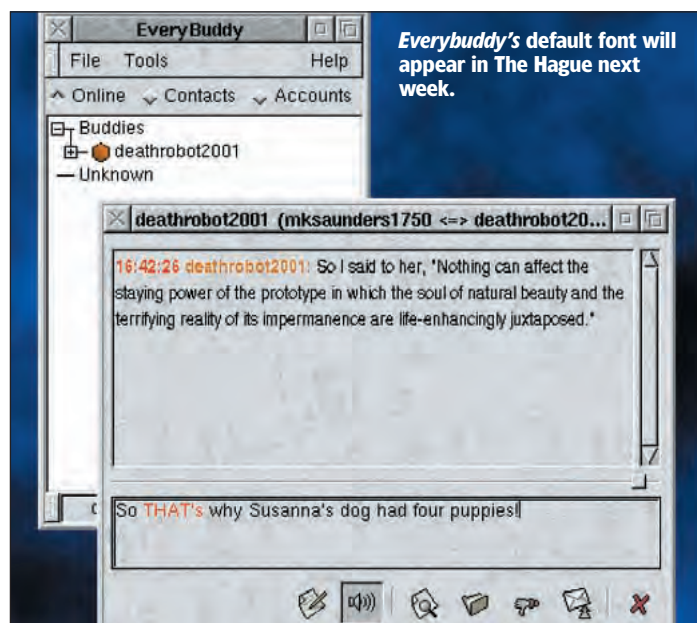 EveryBuddy
File Tools Help
Online Contacts Accounts
Buddies
deathrobot2001
Unknown
Everybuddy's default font will
appear in The Hague next
week.
deathrobot2001 (mksaunders1750 <=> deathrobot20...
16:42:26 deathrobot2001: So I said to her, "Nothing can affect the
staying power of the prototype in which the soul of natural beauty and the
terrifying reality of its impermanence are life-enhancingly juxtaposed."
So THAT's why Susanna's dog had four puppies!